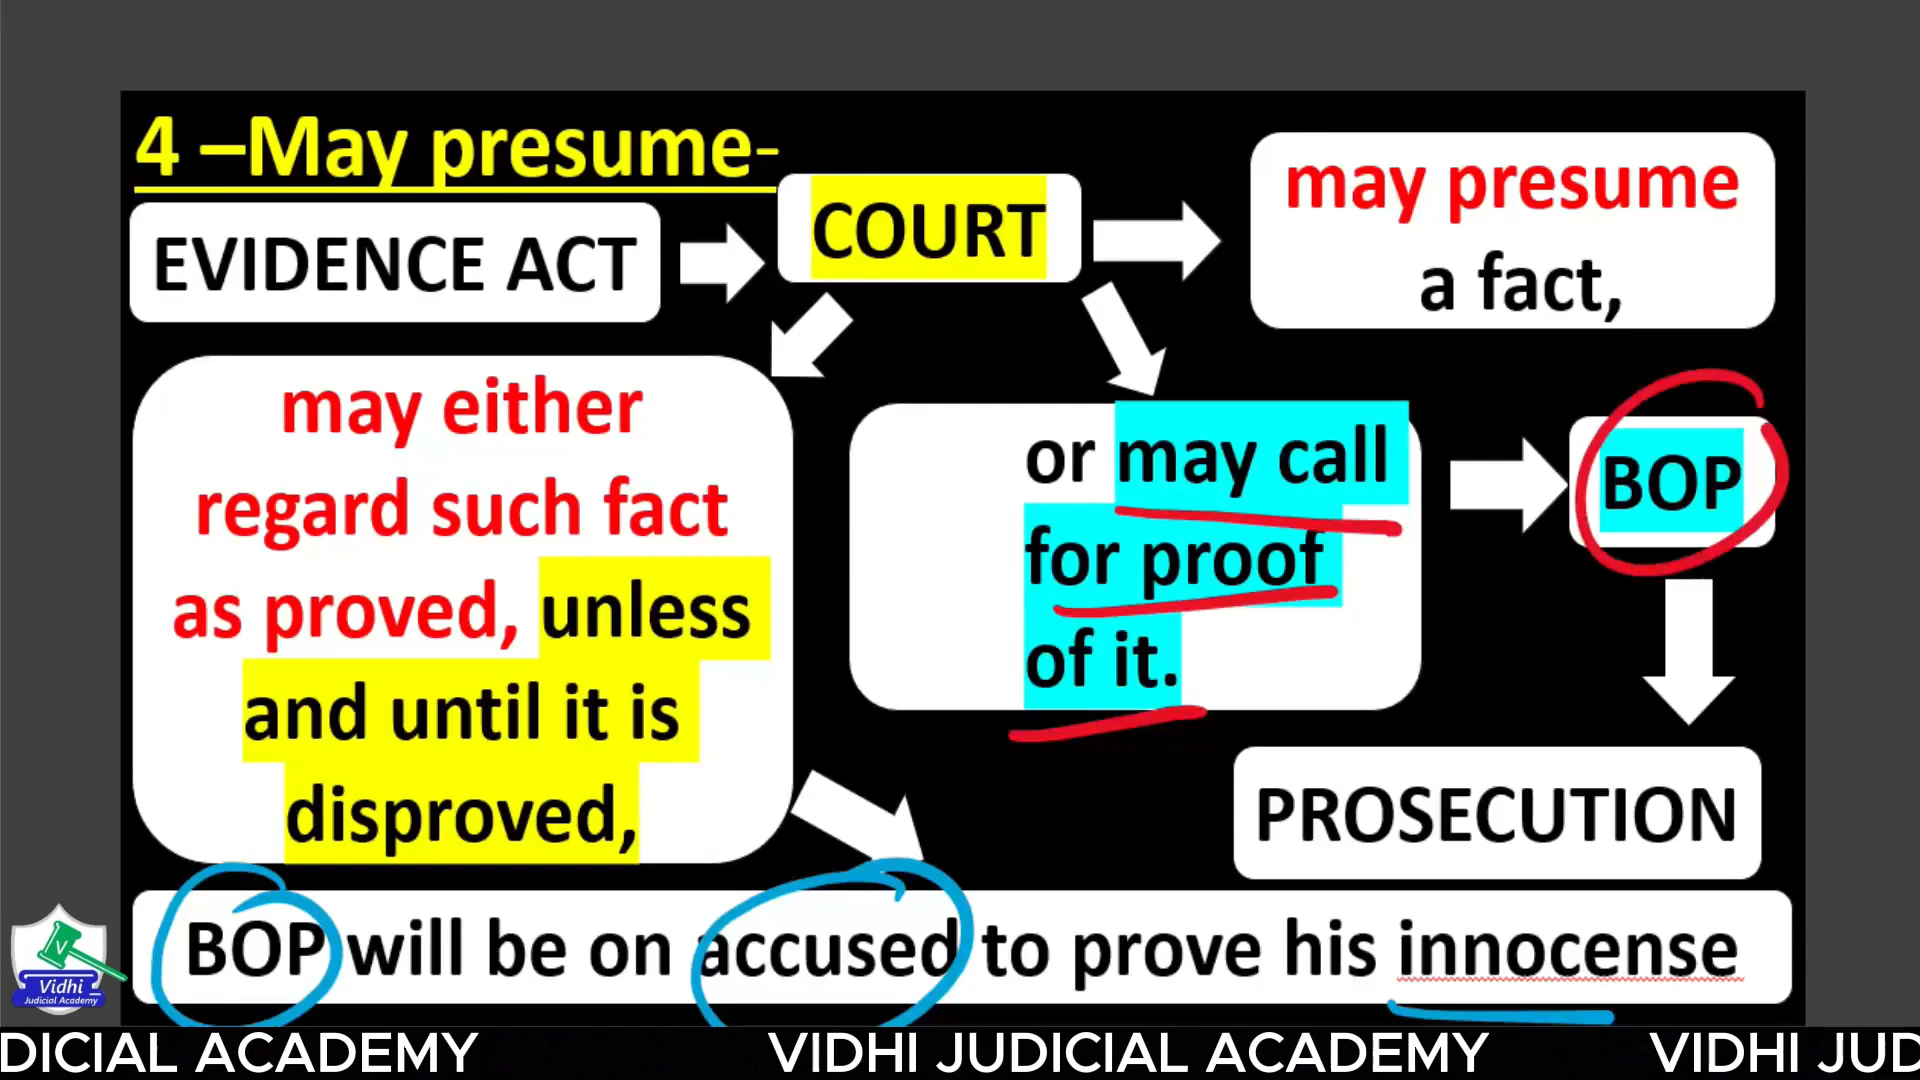 4 –May presume-
EVIDENCE ACT
COURT
may presume
a fact,
may either
regard such fact
as proved, unless
and until it is
disproved,
or may call
for proof
of it.
BOP
PROSECUTION
BOP will be on accused to prove his innocense
V
Vidhi
Judicial Academy
DICIAL ACADEMY VIDHI JUDICIAL ACADEMY VIDHI JUD